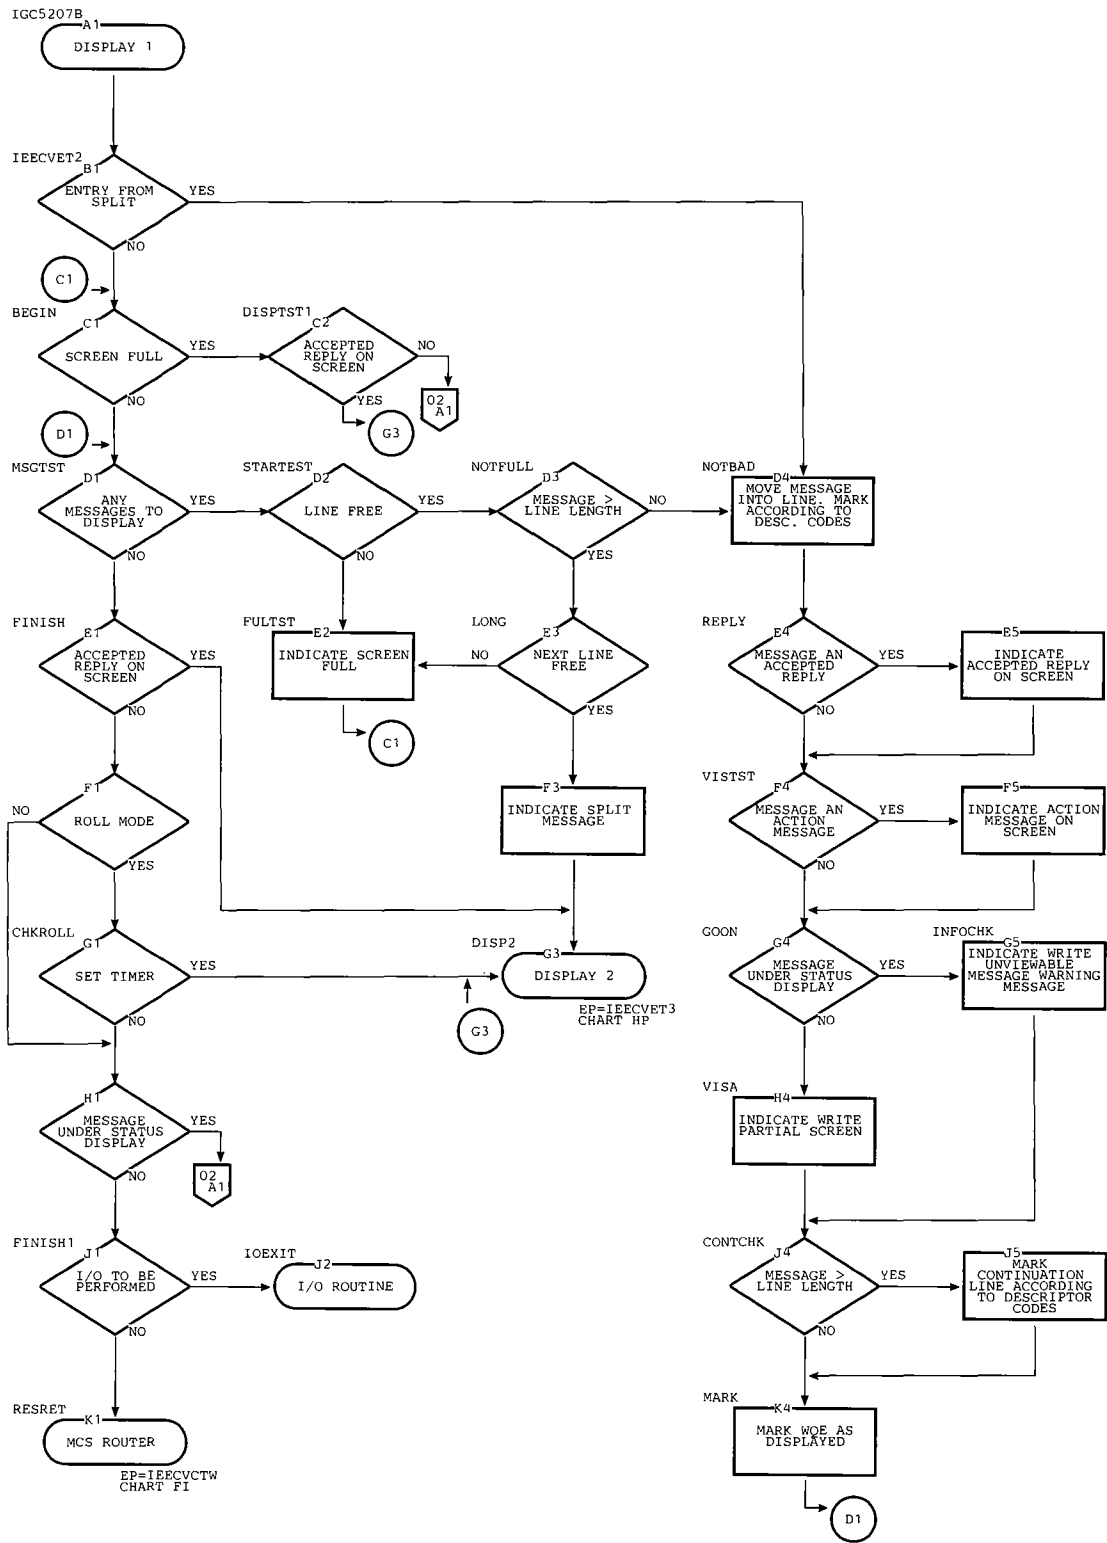 IGC5207B
A1
DISPLAY 1
IEECVET2
B1
ENTRY FROM
SPLIT
YES
NO
C1
BEGIN
C1
SCREEN FULL
YES
NO
DISPTST1
C2
ACCEPTED
REPLY ON
SCREEN
NO
YES
02
A1
G3
D1
MSGTST
D1
ANY
MESSAGES TO
DISPLAY
YES
NO
STARTEST
D2
LINE FREE
YES
NO
NOTFULL
D3
MESSAGE >
LINE LENGTH
NO
YES
NOTBAD
D4
MOVE MESSAGE
INTO LINE. MARK
ACCORDING TO
DESC. CODES
FINISH
E1
ACCEPTED
REPLY ON
SCREEN
YES
NO
FULTST
E2
INDICATE SCREEN
FULL
C1
LONG
E3
NEXT LINE
FREE
NO
YES
REPLY
E4
MESSAGE AN
ACCEPTED
REPLY
YES
NO
E5
INDICATE
ACCEPTED REPLY
ON SCREEN
F1
ROLL MODE
NO
YES
F3
INDICATE SPLIT
MESSAGE
VISTST
F4
MESSAGE AN
ACTION
MESSAGE
YES
NO
F5
INDICATE ACTION
MESSAGE ON
SCREEN
CHKROLL
G1
SET TIMER
YES
NO
DISP2
G3
DISPLAY 2
EP=IEECVET3
CHART HP
G3
GOON
G4
MESSAGE
UNDER STATUS
DISPLAY
YES
NO
INFOCHK
G5
INDICATE WRITE
UNVIEWABLE
MESSAGE WARNING
MESSAGE
H1
MESSAGE
UNDER STATUS
DISPLAY
YES
NO
02
A1
VISA
H4
INDICATE WRITE
PARTIAL SCREEN
FINISH1
J1
I/O TO BE
PERFORMED
YES
NO
IOEXIT
J2
I/O ROUTINE
CONTCHK
J4
MESSAGE >
LINE LENGTH
YES
NO
J5
MARK
CONTINUATION
LINE ACCORDING
TO DESCRIPTOR
CODES
RESRET
K1
MCS ROUTER
EP=IEECVCTW
CHART FI
MARK
K4
MARK WQE AS
DISPLAYED
D1